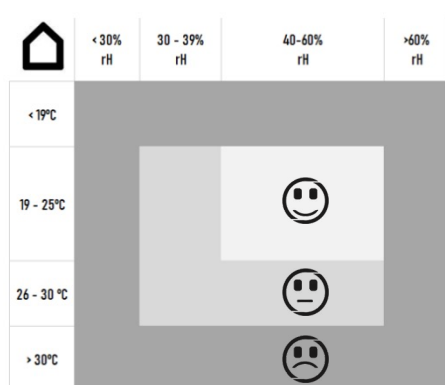 < 30% rH
30 - 39% rH
40-60% rH
>60% rH
< 19°C
19 - 25°C
26 - 30 °C
> 30°C